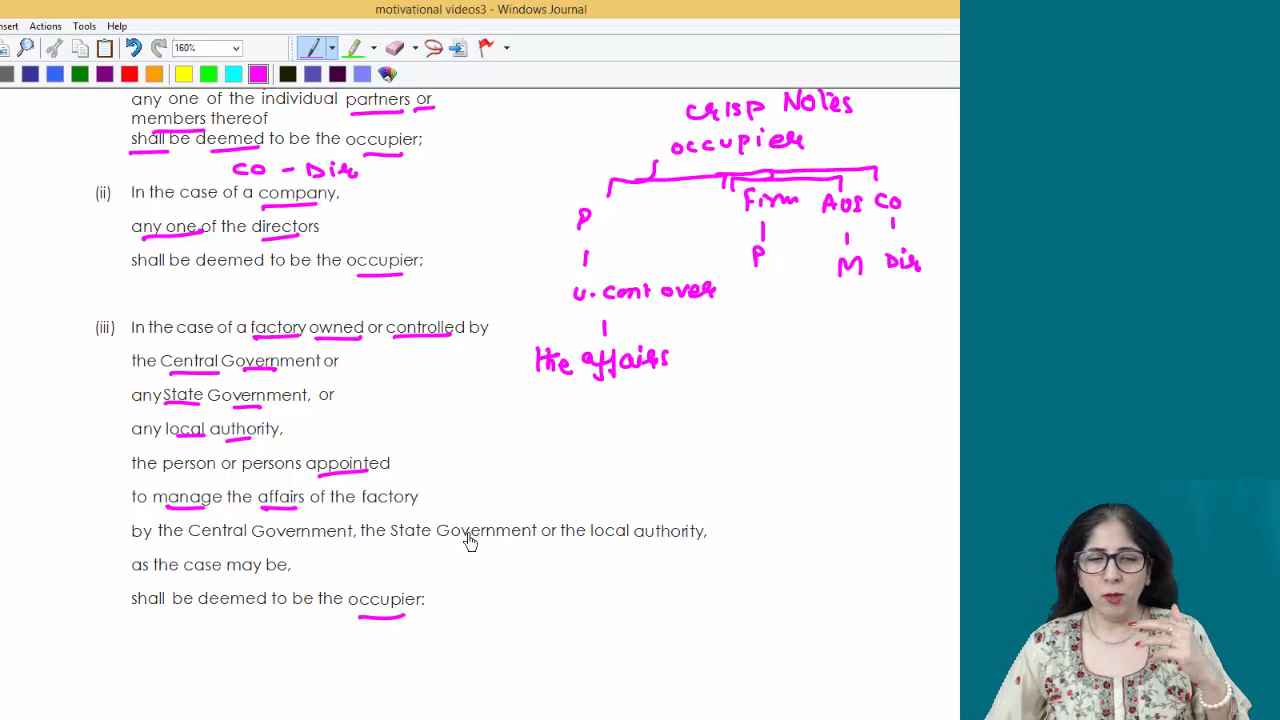 motivational videos3 - Windows Journal
nsert Actions Tools Help
160%
any one of the individual partners or
members thereof
shall be deemed to be the occupier;
CO - Dir
(ii) In the case of a company,
any one of the directors
shall be deemed to be the occupier;
(iii) In the case of a factory owned or controlled by
the Central Government or
any State Government, or
any local authority,
the person or persons appointed
to manage the affairs of the factory
by the Central Government, the State Government or the local authority,
as the case may be,
shall be deemed to be the occupier:
CRISP Notes
occupier
P Firm AOI CO
P M Dir
u. cont over
the affairs